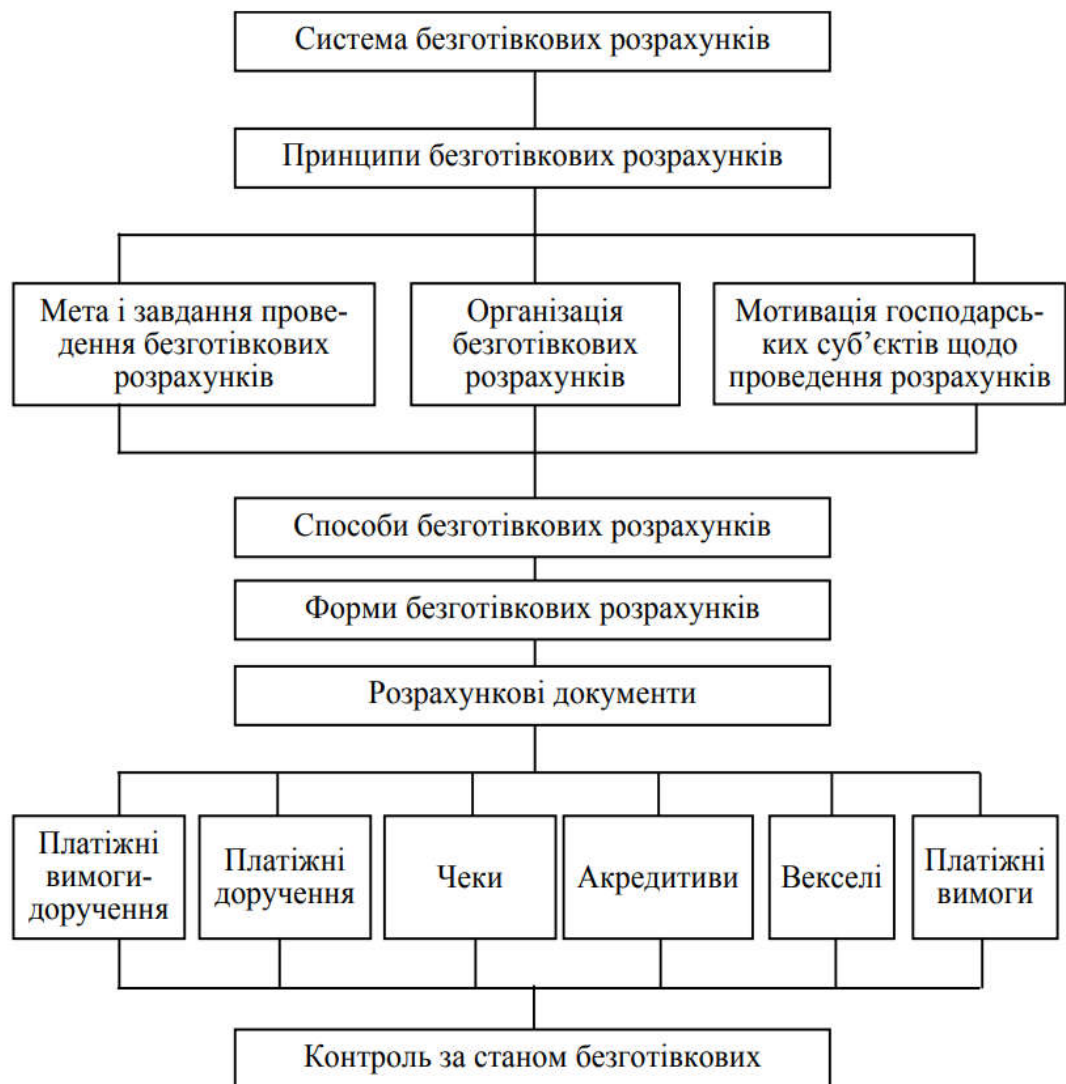 Система безготівкових розрахунків
Принципи безготівкових розрахунків
Мета і завдання прове-
дення безготівкових
розрахунків
Організація
безготівкових
розрахунків
Мотивація господарсь-
ких суб’єктів щодо
проведення розрахунків
Способи безготівкових розрахунків
Форми безготівкових розрахунків
Розрахункові документи
Платіжні
вимоги-
доручення
Платіжні
доручення
Чеки
Акредитиви
Векселі
Платіжні
вимоги
Контроль за станом безготівкових